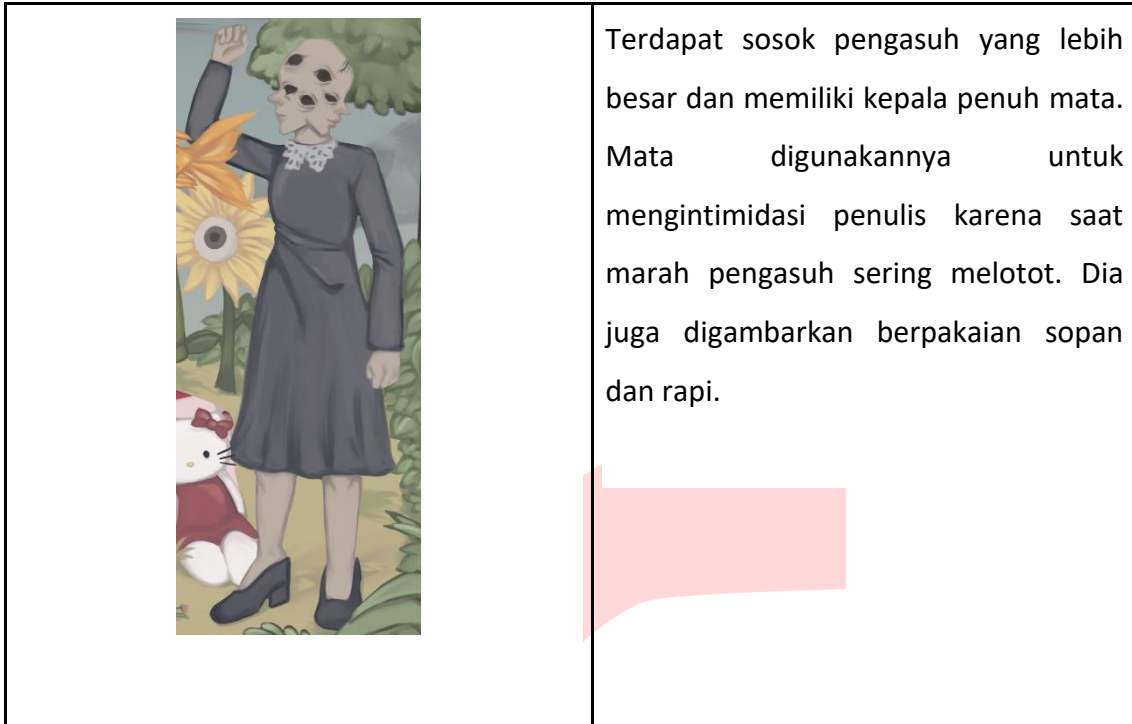 Terdapat sosok pengasuh yang lebih
besar dan memiliki kepala penuh mata.
Mata digunakannya untuk
mengintimidasi penulis karena saat
marah pengasuh sering melotot. Dia
juga digambarkan berpakaian sopan
dan rapi.